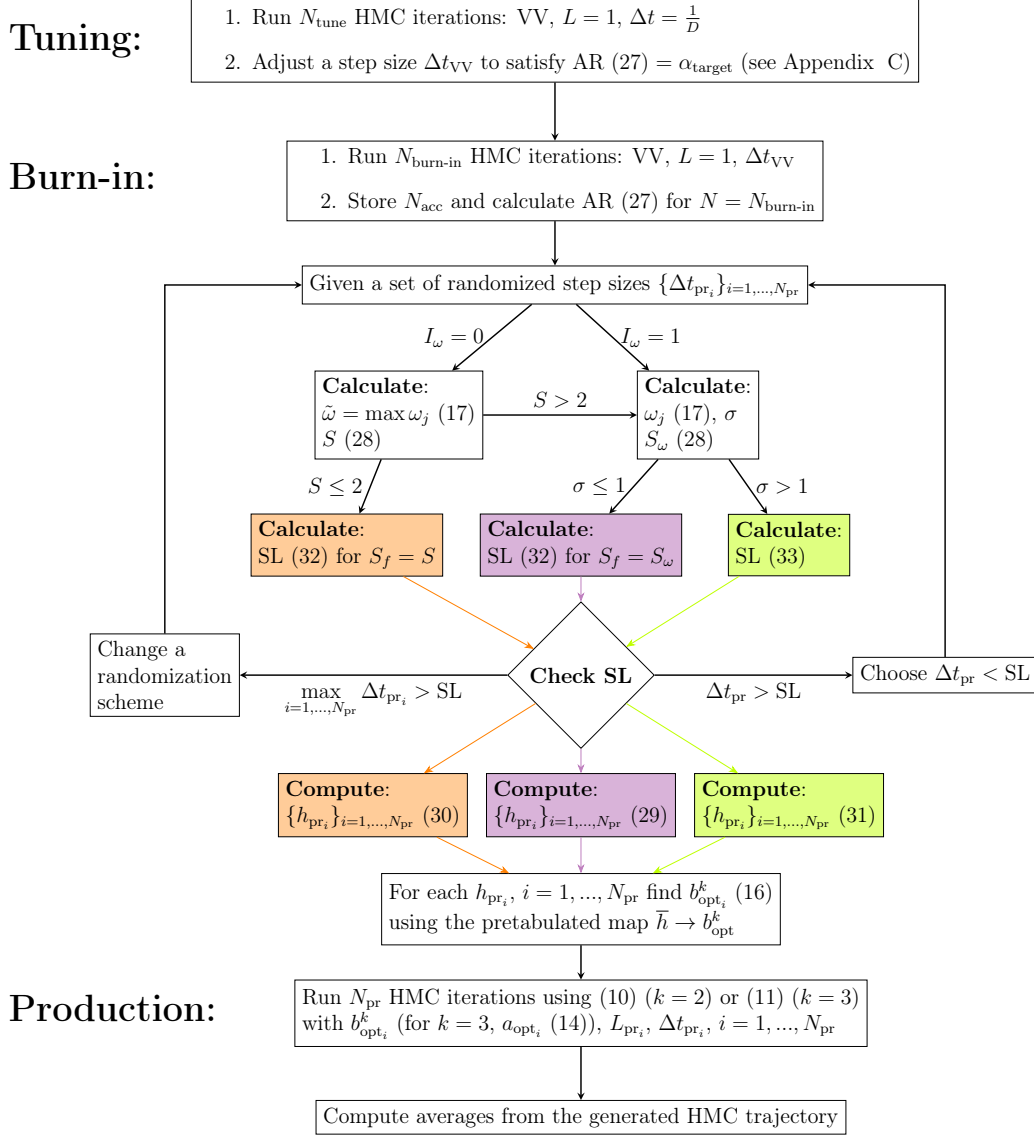 Tuning:
1. Run N_tune HMC iterations: VV, L = 1, Δt = 1/D
2. Adjust a step size Δt_VV to satisfy AR (27) = α_target (see Appendix C)
Burn-in:
1. Run N_burn-in HMC iterations: VV, L = 1, Δt_VV
2. Store N_acc and calculate AR (27) for N = N_burn-in
Given a set of randomized step sizes {Δt_pr_i}_i=1,...,N_pr
I_ω = 0
I_ω = 1
Calculate:
ω̃ = max ω_j (17)
S (28)
S > 2
Calculate:
ω_j (17), σ
S_ω (28)
S ≤ 2
σ ≤ 1
σ > 1
Calculate:
SL (32) for S_f = S
Calculate:
SL (32) for S_f = S_ω
Calculate:
SL (33)
Change a
randomization
scheme
max Δt_pr_i > SL
i=1,...,N_pr
Check SL
Δt_pr > SL
Choose Δt_pr < SL
Compute:
{h_pr_i}_i=1,...,N_pr (30)
Compute:
{h_pr_i}_i=1,...,N_pr (29)
Compute:
{h_pr_i}_i=1,...,N_pr (31)
For each h_pr_i, i = 1, ..., N_pr find b^k_opt_i (16)
using the pretabulated map h̅ → b^k_opt
Production:
Run N_pr HMC iterations using (10) (k = 2) or (11) (k = 3)
with b^k_opt_i (for k = 3, a_opt_i (14)), L_pr_i, Δt_pr_i, i = 1, ..., N_pr
Compute averages from the generated HMC trajectory